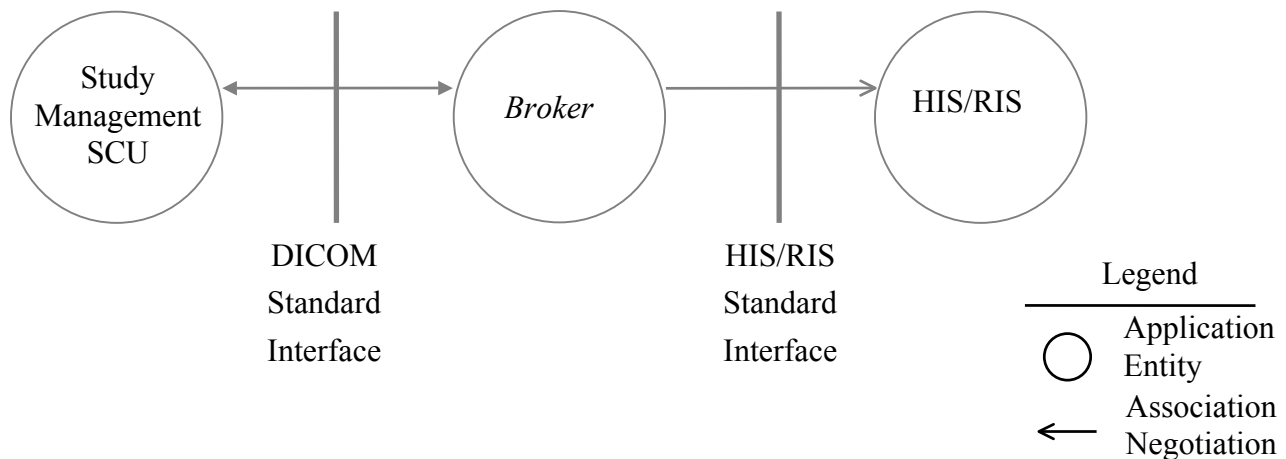 Study
Management
SCU
Broker
HIS/RIS
DICOM
Standard
Interface
HIS/RIS
Standard
Interface
Legend
Application
Entity
Association
Negotiation